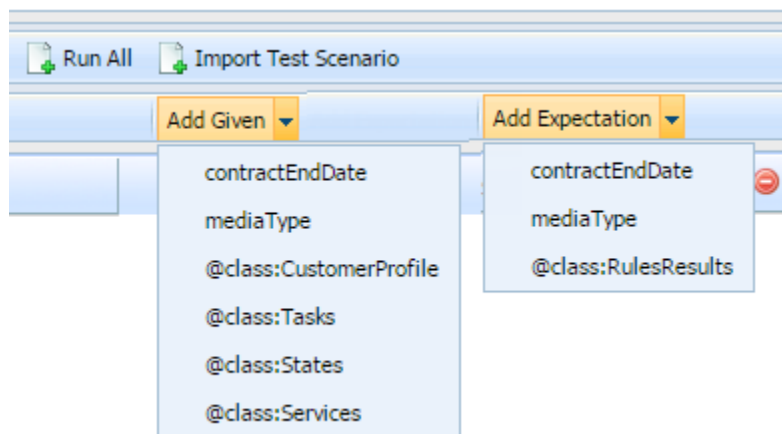 Run All Import Test Scenario
Add Given Add Expectation
contractEndDate
mediaType
@class:CustomerProfile
@class:Tasks
@class:States
@class:Services
contractEndDate
mediaType
@class:RulesResults